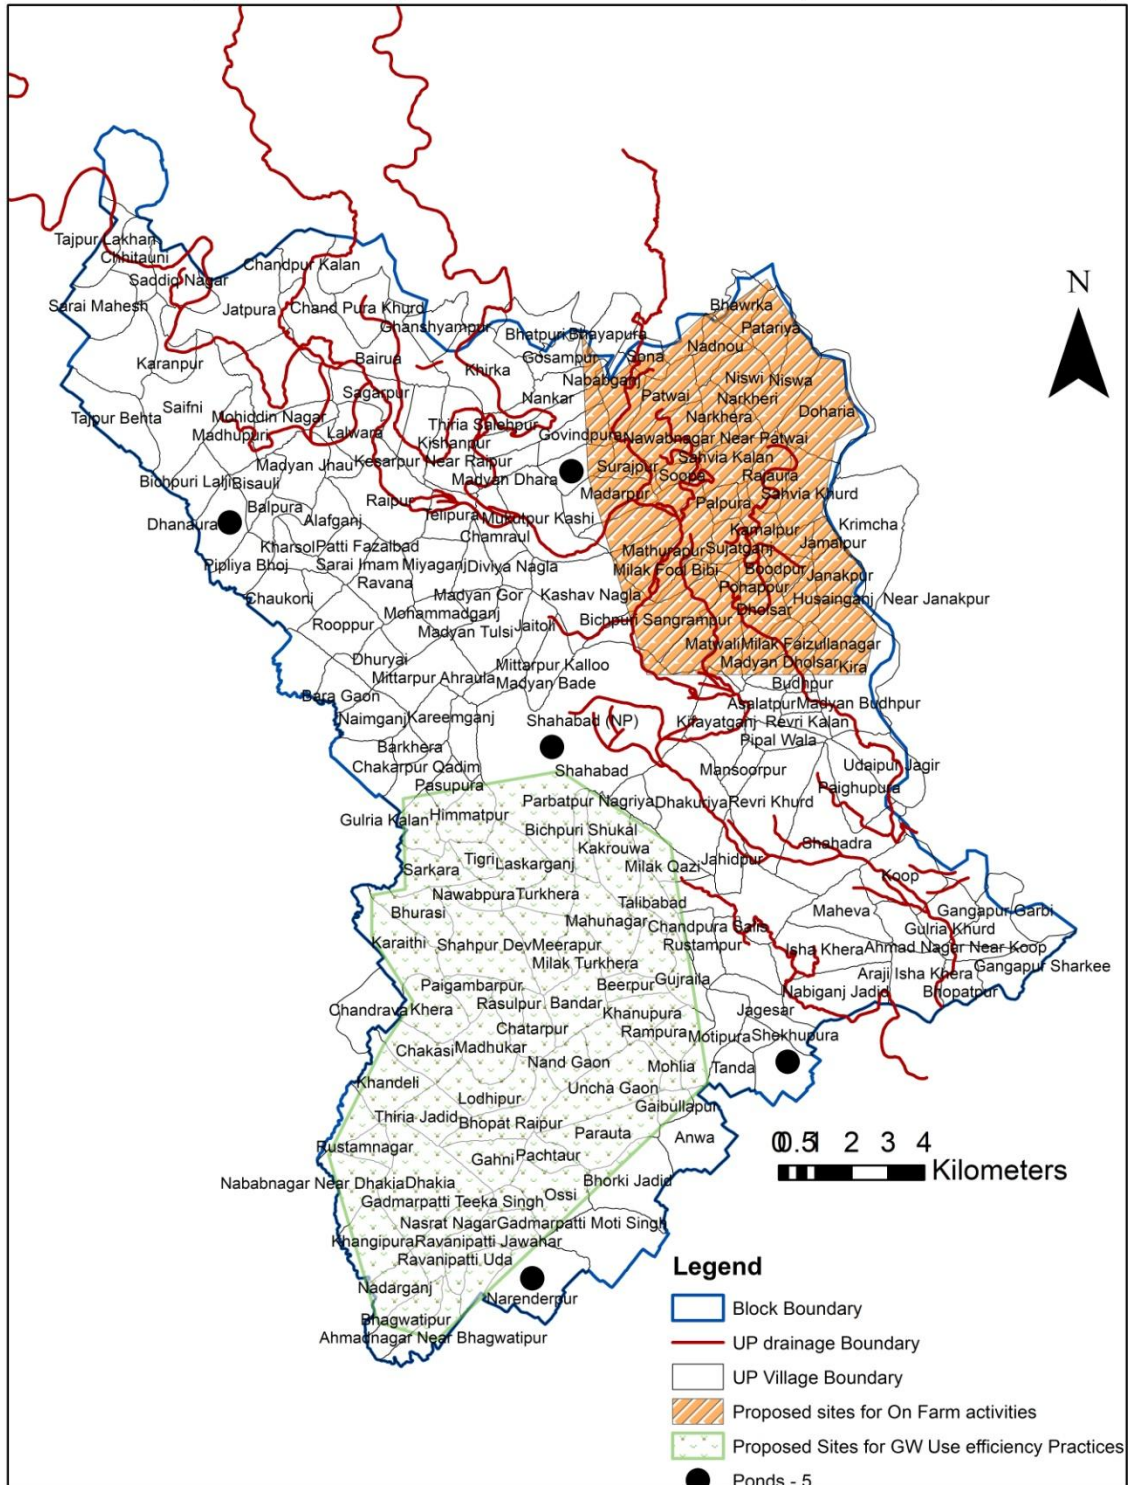 N
Tajpur Lakhan
Chhitauni
Saddiq Nagar
Chandpur Kalan
Sarai Mahesh
Jatpura
Chand Pura Khurd
Ghanshyampur
Bhatpuri
Bhayapura
Bhawrka
Patariya
Nadnou
Sona
Gosampur
Karanpur
Bairua
Khirka
Nababganj
Niswi
Niswa
Sagarpur
Nankar
Patwai
Narkheri
Doharia
Saifni
Tajpur Behta
Mohiddin Nagar
Madhupuri
Lalwara
Thiria Salehpur
Kishanpur
Govindpura
Narkhera
Nawabnagar Near Patwai
Sahvia Kalan
Madyan Jhau
Kesarpur Near Raipur
Madyan Dhara
Surajpur
Soopa
Rajaura
Bichpuri Lalji
Bisauli
Balpura
Raipur
Madarpur
Palpura
Sahvia Khurd
Dhanaura
Alafganj
Telipura
Mukutpur Kashi
Chamraul
Kamalpur
Krimcha
Kharsol
Patti Fazalbad
Mathurapur
Sujatganj
Jamalpur
Pipliya Bhoj
Sarai Imam
Miyaganj
Diviya Nagla
Milak Fool Bibi
Boodpur
Janakpur
Ravana
Chaukoni
Madyan Gor
Kashav Nagla
Pohappur
Husainganj Near Janakpur
Mohammadganj
Dholsar
Rooppur
Madyan Tulsi
Jaitoli
Bichpuri Sangrampur
Matwali
Milak Faizullanagar
Dhuryai
Mittarpur Kalloo
Madyan Dholsar
Kira
Mittarpur Ahraula
Madyan Bade
Budhpur
Bara Gaon
Asalatpur
Madyan Budhpur
Naimganj
Kareemganj
Shahabad (NP)
Kifayatganj
Revri Kalan
Barkhera
Pipal Wala
Chakarpur Qadim
Shahabad
Mansoorpur
Udaipur Jagir
Pasupura
Paighupura
Parbatpur Nagriya
Dhakuriya
Revri Khurd
Gulria Kalan
Himmatpur
Bichpuri Shukal
Kakrouwa
Shahadra
Sarkara
Tigri
Laskarganj
Milak Qazi
Jahidpur
Koop
Nawabpura
Turkhera
Talibabad
Bhurasi
Mahunagar
Chandpura Salis
Maheva
Gangapur Garbi
Gulria Khurd
Karaithi
Shahpur Dev
Meerapur
Rustampur
Isha Khera
Ahmad Nagar Near Koop
Milak Turkhera
Gangapur Sharkee
Paigambarpur
Beerpur
Gujraila
Araji Isha Khera
Nabiganj Jadid
Bhopatpur
Chandrava Khera
Rasulpur
Bandar
Khanupura
Jagesar
Chatarpur
Rampura
Motipura
Shekhupura
Chakasi
Madhukar
Nand Gaon
Mohlia
Tanda
Khandeli
Uncha Gaon
Lodhipur
Gaibullapur
Thiria Jadid
Bhopat Raipur
Parauta
Anwa
Rustamnagar
Gahni
Pachtaur
Nababnagar Near Dhakia
Dhakia
Bhorki Jadid
Gadmarpatti Teeka Singh
Ossi
Nasrat Nagar
Gadmarpatti Moti Singh
Khangipura
Ravanipatti Jawahar
Ravanipatti Uda
Nadarganj
Narenderpur
Bhagwatipur
Ahmadnagar Near Bhagwatipur
0 0.5 1 2 3 4
Kilometers
Legend
Block Boundary
UP drainage Boundary
UP Village Boundary
Proposed sites for On Farm activities
Proposed Sites for GW Use efficiency Practices
Ponds - 5